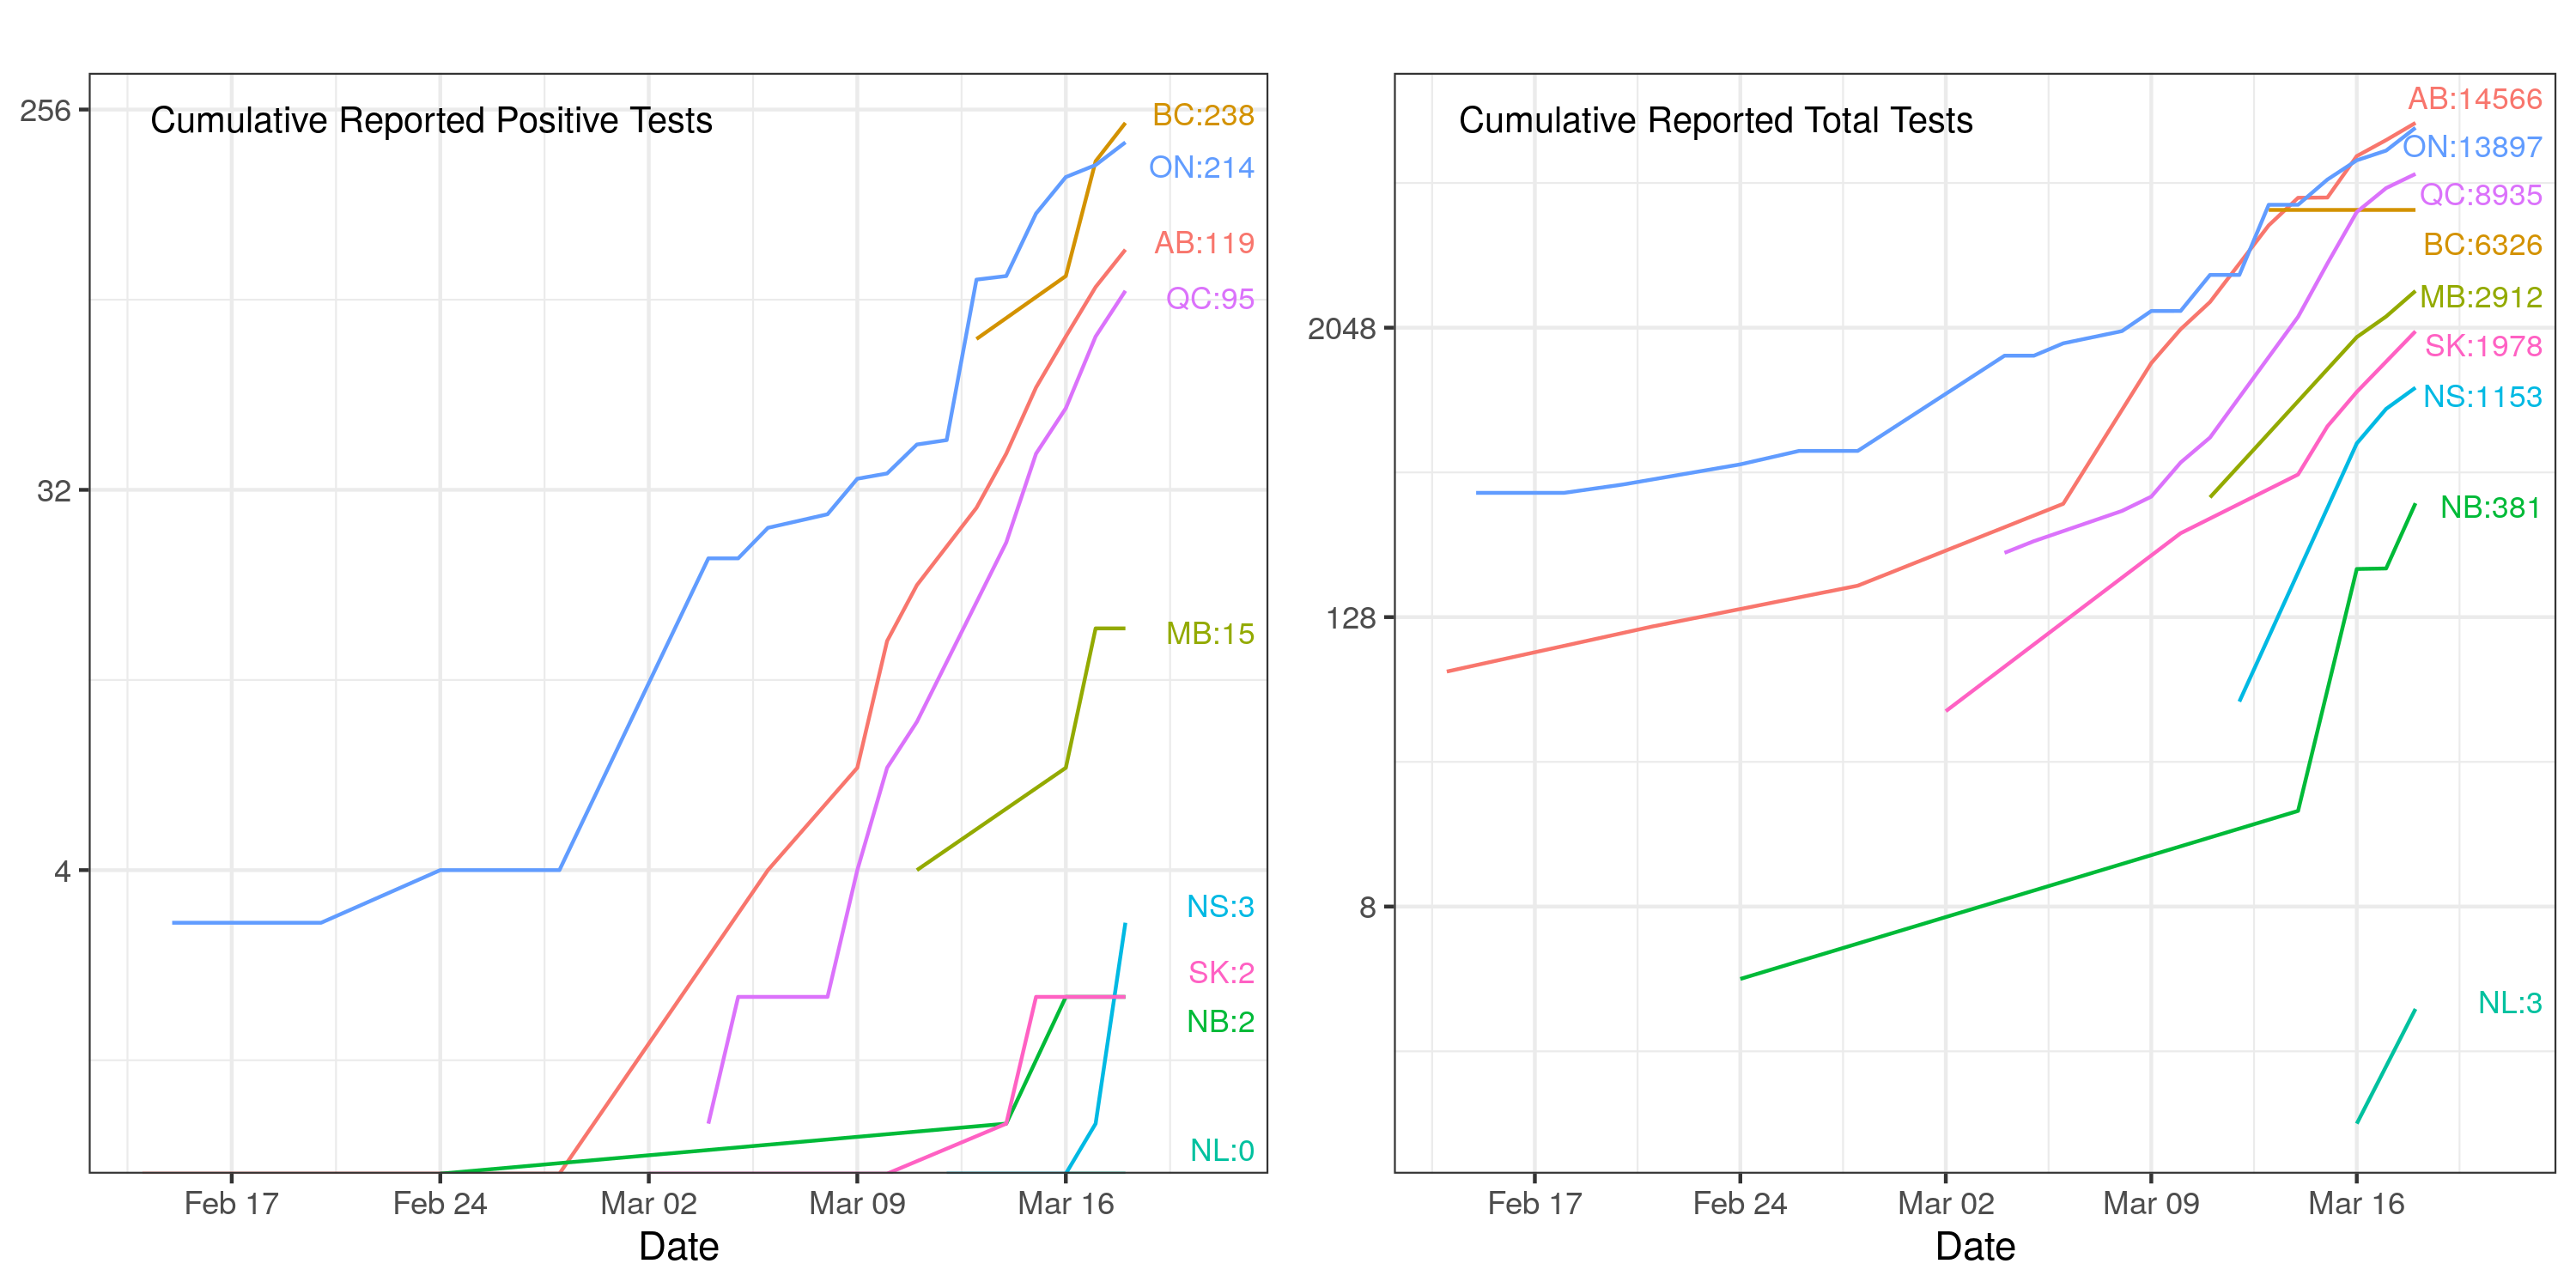 Cumulative Reported Positive Tests
256
32
4
BC:238
ON:214
AB:119
QC:95
MB:15
NS:3
SK:2
NB:2
NL:0
Feb 17
Feb 24
Mar 02
Mar 09
Mar 16
Date
Cumulative Reported Total Tests
2048
128
8
AB:14566
ON:13897
QC:8935
BC:6326
MB:2912
SK:1978
NS:1153
NB:381
NL:3
Feb 17
Feb 24
Mar 02
Mar 09
Mar 16
Date